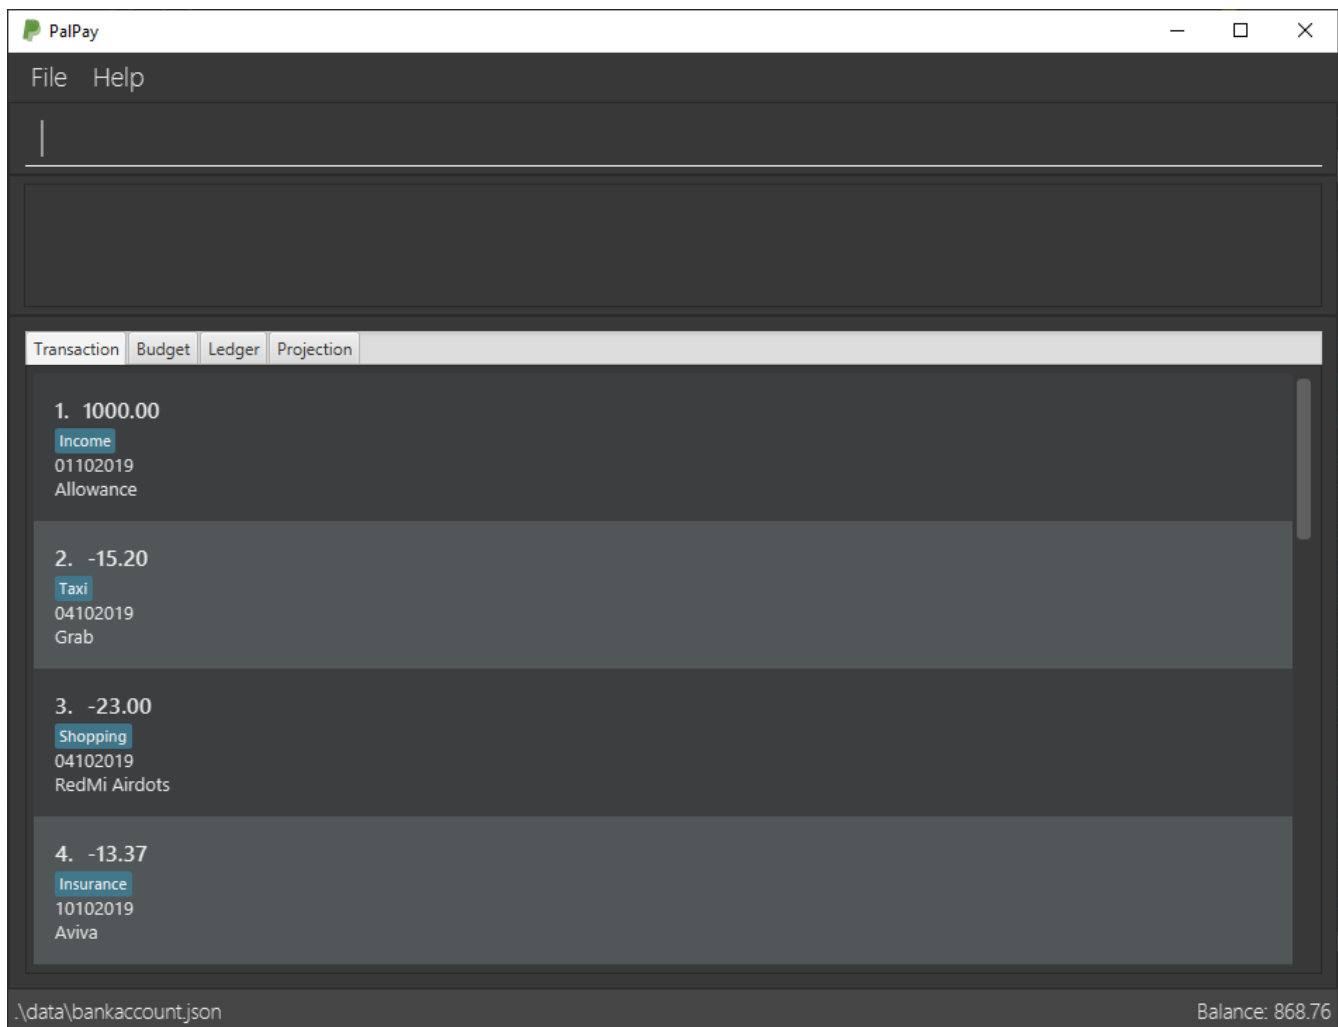 PalPay
File Help
Transaction Budget Ledger Projection
1. 1000.00
Income
01102019
Allowance
2. -15.20
Taxi
04102019
Grab
3. -23.00
Shopping
04102019
RedMi Airdots
4. -13.37
Insurance
10102019
Aviva
.\data\bankaccount.json Balance: 868.76